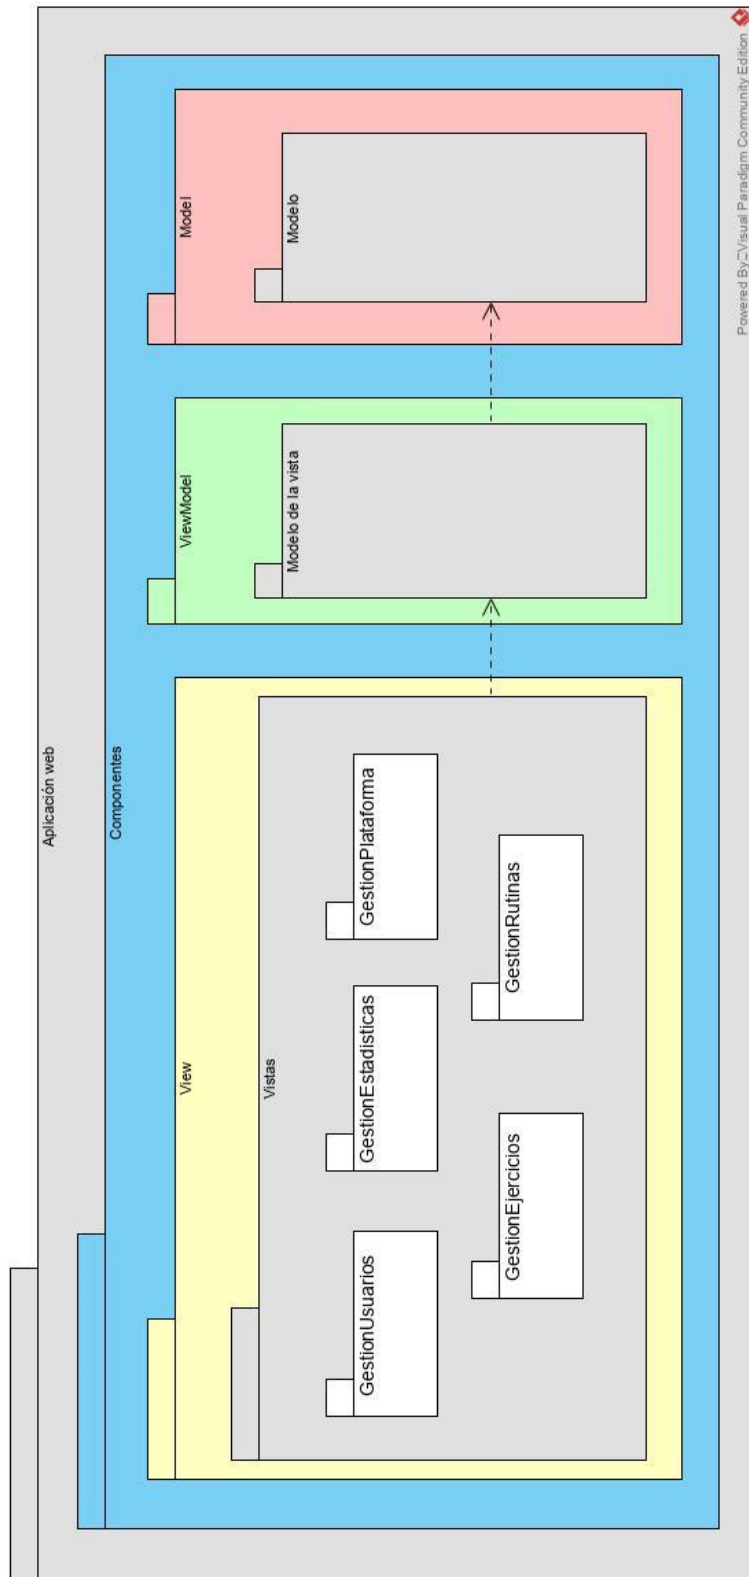 Aplicación web
Componentes
View
ViewModel
Model
Vistas
Modelo de la vista
Modelo
GestionUsuarios
GestionEstadisticas
GestionPlataforma
GestionEjercicios
GestionRutinas
Powered By Visual Paradigm Community Edition